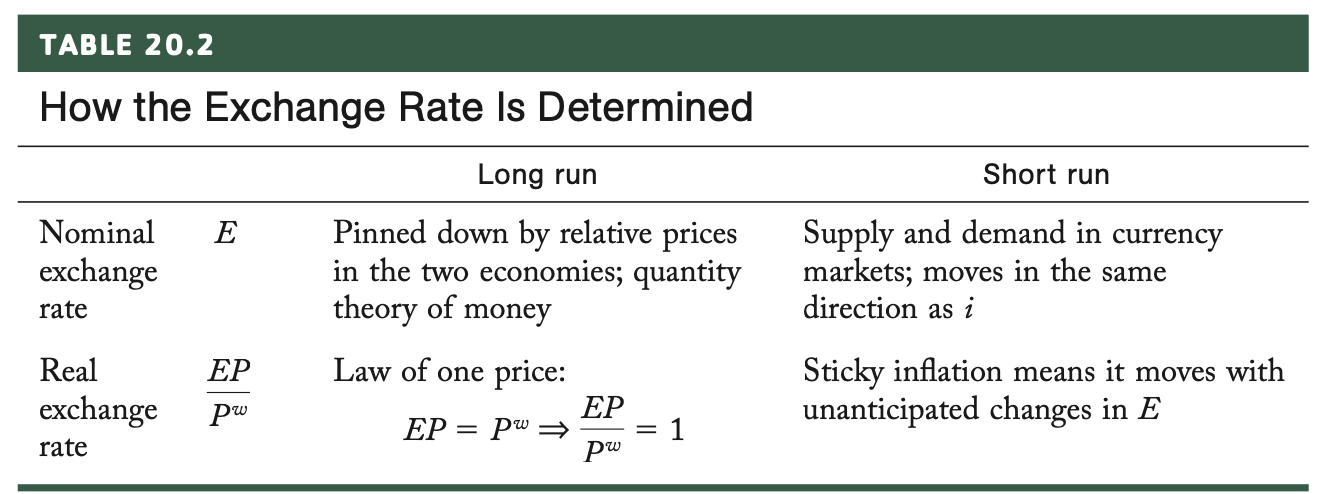 TABLE 20.2
How the Exchange Rate Is Determined
Long run Short run
Nominal exchange rate
E
Pinned down by relative prices
in the two economies; quantity
theory of money
Supply and demand in currency
markets; moves in the same
direction as i
Real exchange rate
EP/Pʷ
Law of one price:
EP = Pʷ ⇒ EP/Pʷ = 1
Sticky inflation means it moves with
unanticipated changes in E